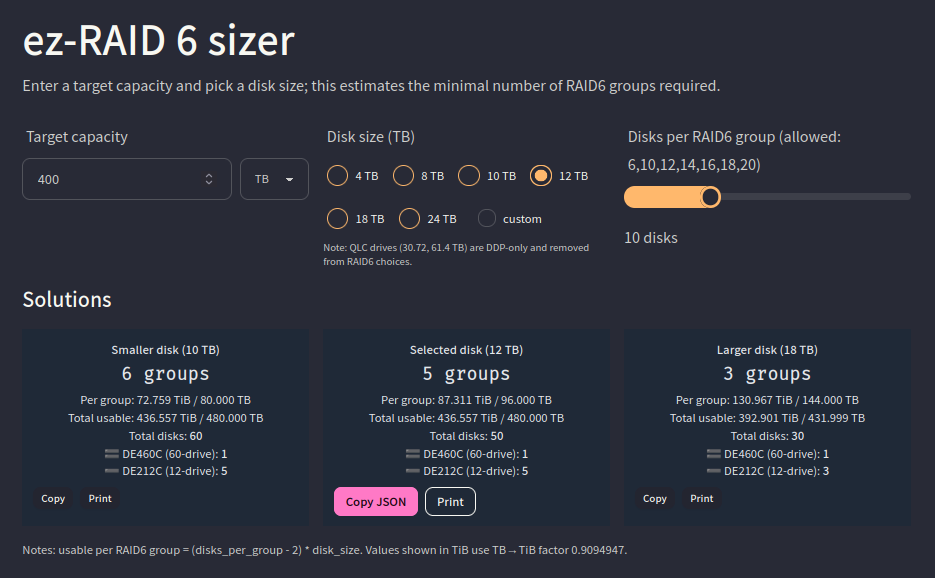 ez-RAID 6 sizer
Enter a target capacity and pick a disk size; this estimates the minimal number of RAID6 groups required.
Target capacity
400
TB
Disk size (TB)
4 TB
8 TB
10 TB
12 TB
18 TB
24 TB
custom
Note: QLC drives (30.72, 61.4 TB) are DDP-only and removed
from RAID6 choices.
Disks per RAID6 group (allowed:
6,10,12,14,16,18,20)
10 disks
Solutions
Smaller disk (10 TB)
6 groups
Per group: 72.759 TiB / 80.000 TB
Total usable: 436.557 TiB / 480.000 TB
Total disks: 60
DE460C (60-drive): 1
DE212C (12-drive): 5
Copy
Print
Selected disk (12 TB)
5 groups
Per group: 87.311 TiB / 96.000 TB
Total usable: 436.557 TiB / 480.000 TB
Total disks: 50
DE460C (60-drive): 1
DE212C (12-drive): 5
Copy JSON
Print
Larger disk (18 TB)
3 groups
Per group: 130.967 TiB / 144.000 TB
Total usable: 392.901 TiB / 431.999 TB
Total disks: 30
DE460C (60-drive): 1
DE212C (12-drive): 3
Copy
Print
Notes: usable per RAID6 group = (disks_per_group - 2) * disk_size. Values shown in TiB use TB→TiB factor 0.9094947.